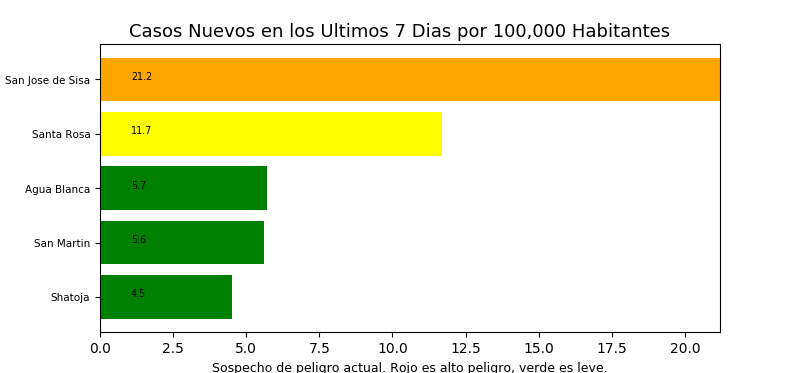 Casos Nuevos en los Ultimos 7 Dias por 100,000 Habitantes
San Jose de Sisa 21.2
Santa Rosa 11.7
Agua Blanca 5.7
San Martin 5.6
Shatoja 4.5
0.0 2.5 5.0 7.5 10.0 12.5 15.0 17.5 20.0
Sospecho de peligro actual. Rojo es alto peligro, verde es leve.